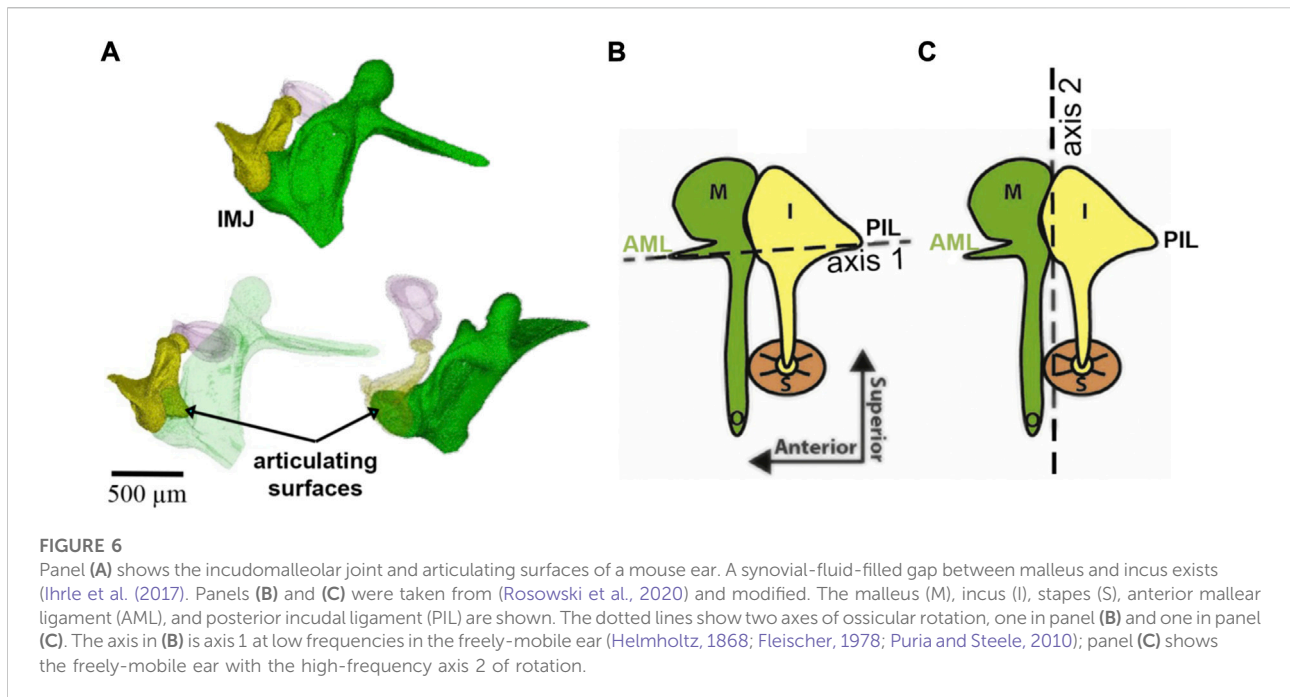 A
B
C
IMJ
articulating
surfaces
500 µm
M
I
AML
PIL
axis 1
S
O
Superior
Anterior
axis 2
M
I
AML
PIL
S
O
FIGURE 6
Panel (A) shows the incudomalleolar joint and articulating surfaces of a mouse ear. A synovial-fluid-filled gap between malleus and incus exists
(Ihrle et al. (2017). Panels (B) and (C) were taken from (Rosowski et al., 2020) and modified. The malleus (M), incus (I), stapes (S), anterior mallear
ligament (AML), and posterior incudal ligament (PIL) are shown. The dotted lines show two axes of ossicular rotation, one in panel (B) and one in panel
(C). The axis in (B) is axis 1 at low frequencies in the freely-mobile ear (Helmholtz, 1868; Fleischer, 1978; Puria and Steele, 2010); panel (C) shows
the freely-mobile ear with the high-frequency axis 2 of rotation.